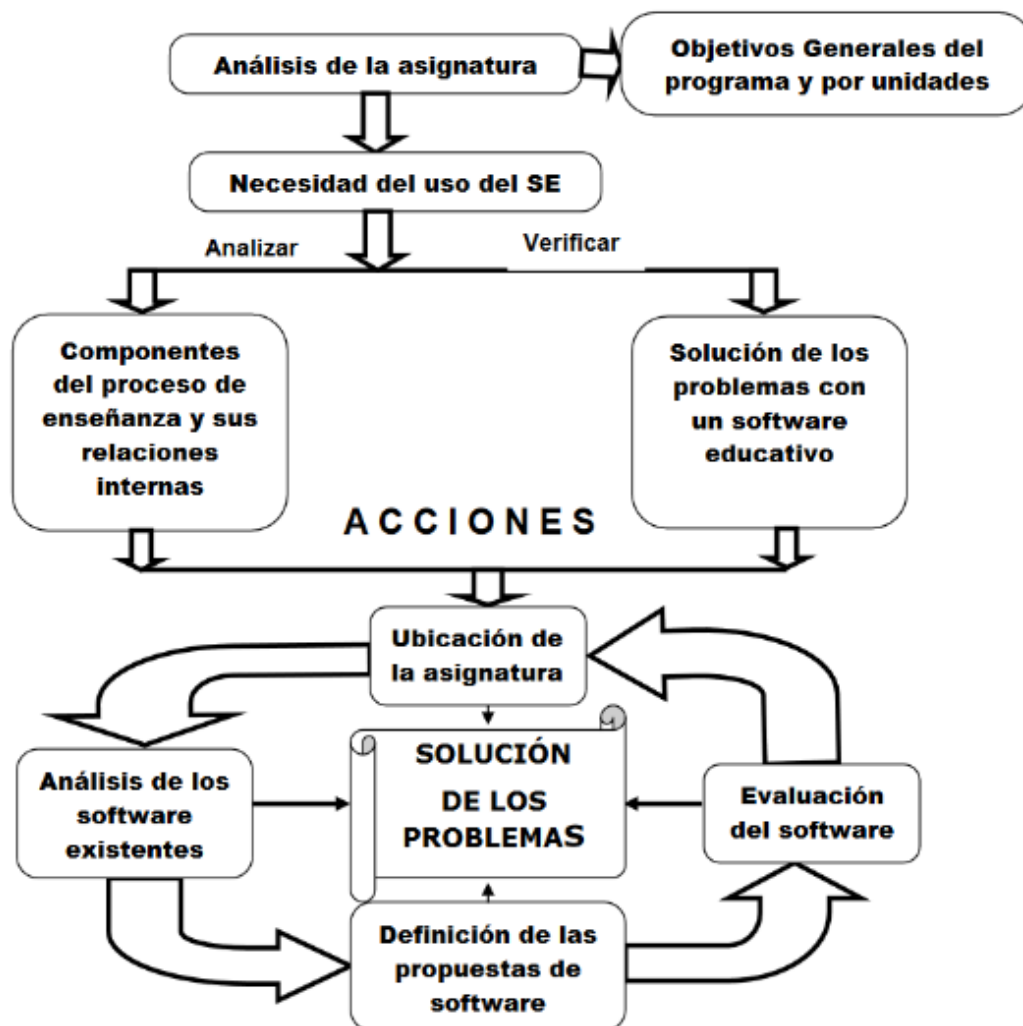 Análisis de la asignatura
Objetivos Generales del
programa y por unidades
Necesidad del uso del SE
Analizar
Verificar
Componentes
del proceso de
enseñanza y sus
relaciones
internas
Solución de los
problemas con
un software
educativo
ACCIONES
Ubicación de
la asignatura
Análisis de los
software
existentes
SOLUCIÓN
DE LOS
PROBLEMAS
Evaluación
del software
Definición de las
propuestas de
software